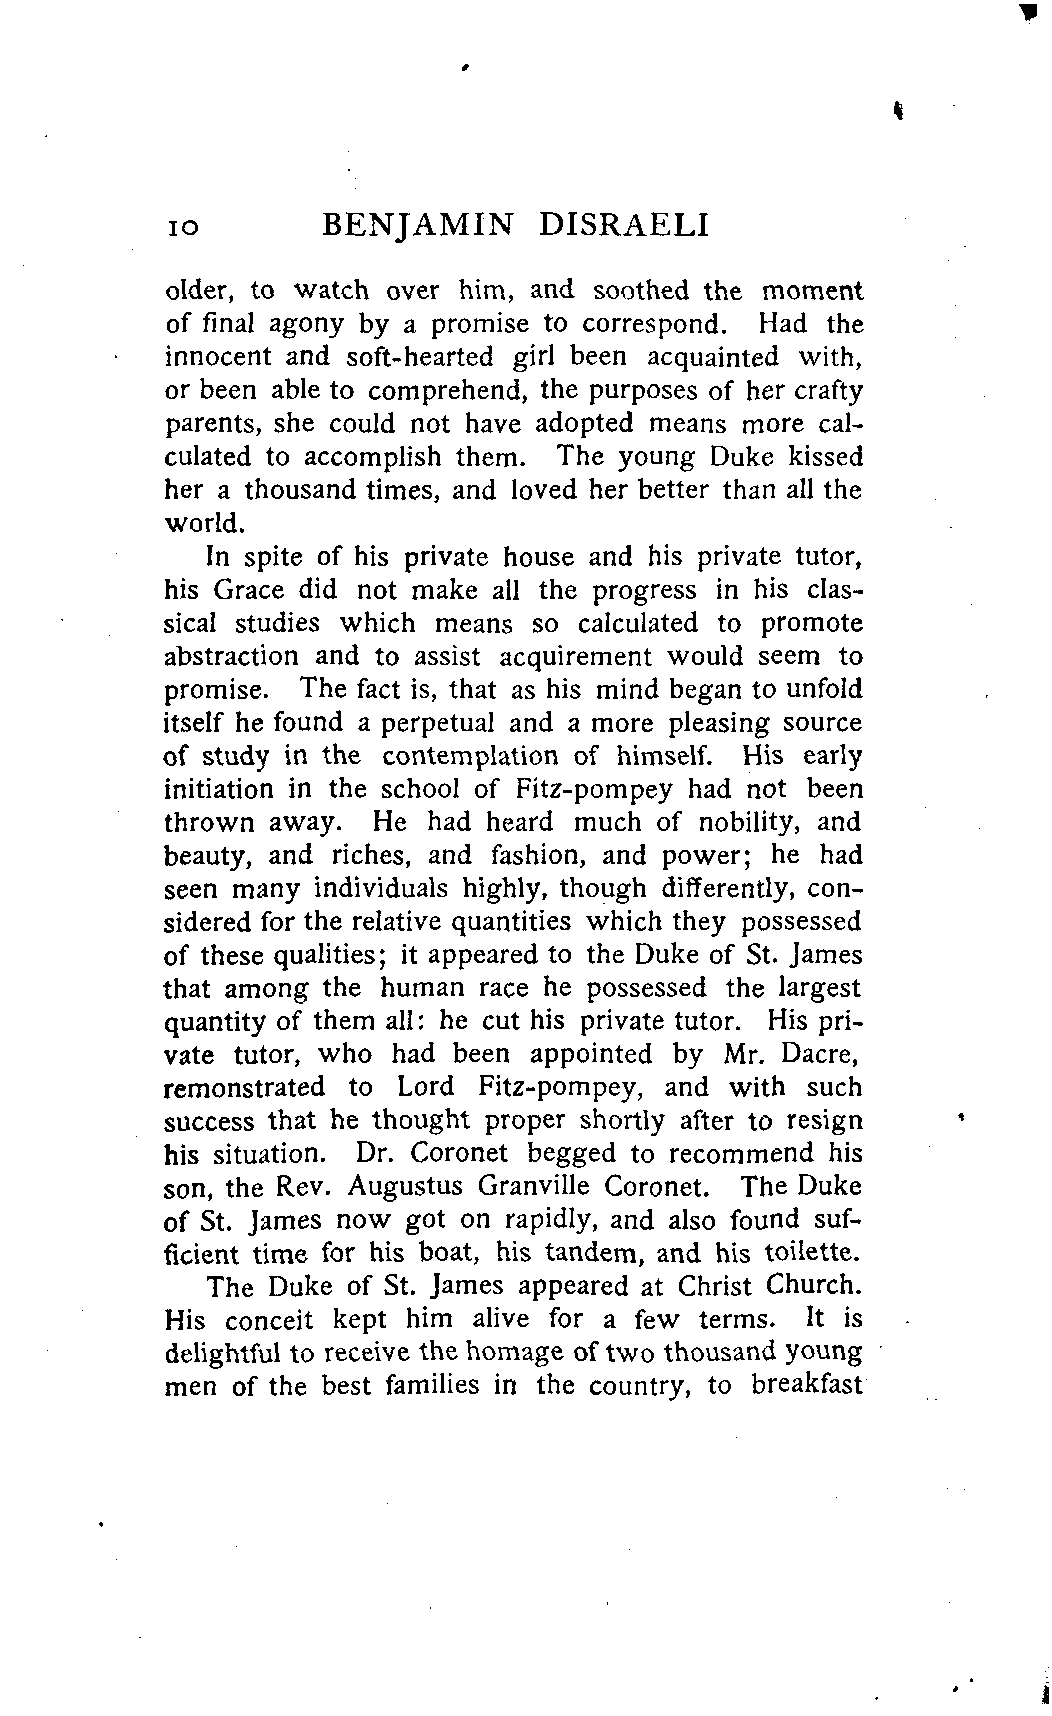 10 BENJAMIN DISRAELI
older, to watch over him, and soothed the moment
of final agony by a promise to correspond. Had the
innocent and soft-hearted girl been acquainted with,
or been able to comprehend, the purposes of her crafty
parents, she could not have adopted means more cal-
culated to accomplish them. The young Duke kissed
her a thousand times, and loved her better than all the
world.
In spite of his private house and his private tutor,
his Grace did not make all the progress in his clas-
sical studies which means so calculated to promote
abstraction and to assist acquirement would seem to
promise. The fact is, that as his mind began to unfold
itself he found a perpetual and a more pleasing source
of study in the contemplation of himself. His early
initiation in the school of Fitz-pompey had not been
thrown away. He had heard much of nobility, and
beauty, and riches, and fashion, and power; he had
seen many individuals highly, though differently, con-
sidered for the relative quantities which they possessed
of these qualities; it appeared to the Duke of St. James
that among the human race he possessed the largest
quantity of them all: he cut his private tutor. His pri-
vate tutor, who had been appointed by Mr. Dacre,
remonstrated to Lord Fitz-pompey, and with such
success that he thought proper shortly after to resign
his situation. Dr. Coronet begged to recommend his
son, the Rev. Augustus Granville Coronet. The Duke
of St. James now got on rapidly, and also found suf-
ficient time for his boat, his tandem, and his toilette.
The Duke of St. James appeared at Christ Church.
His conceit kept him alive for a few terms. It is
delightful to receive the homage of two thousand young
men of the best families in the country, to breakfast